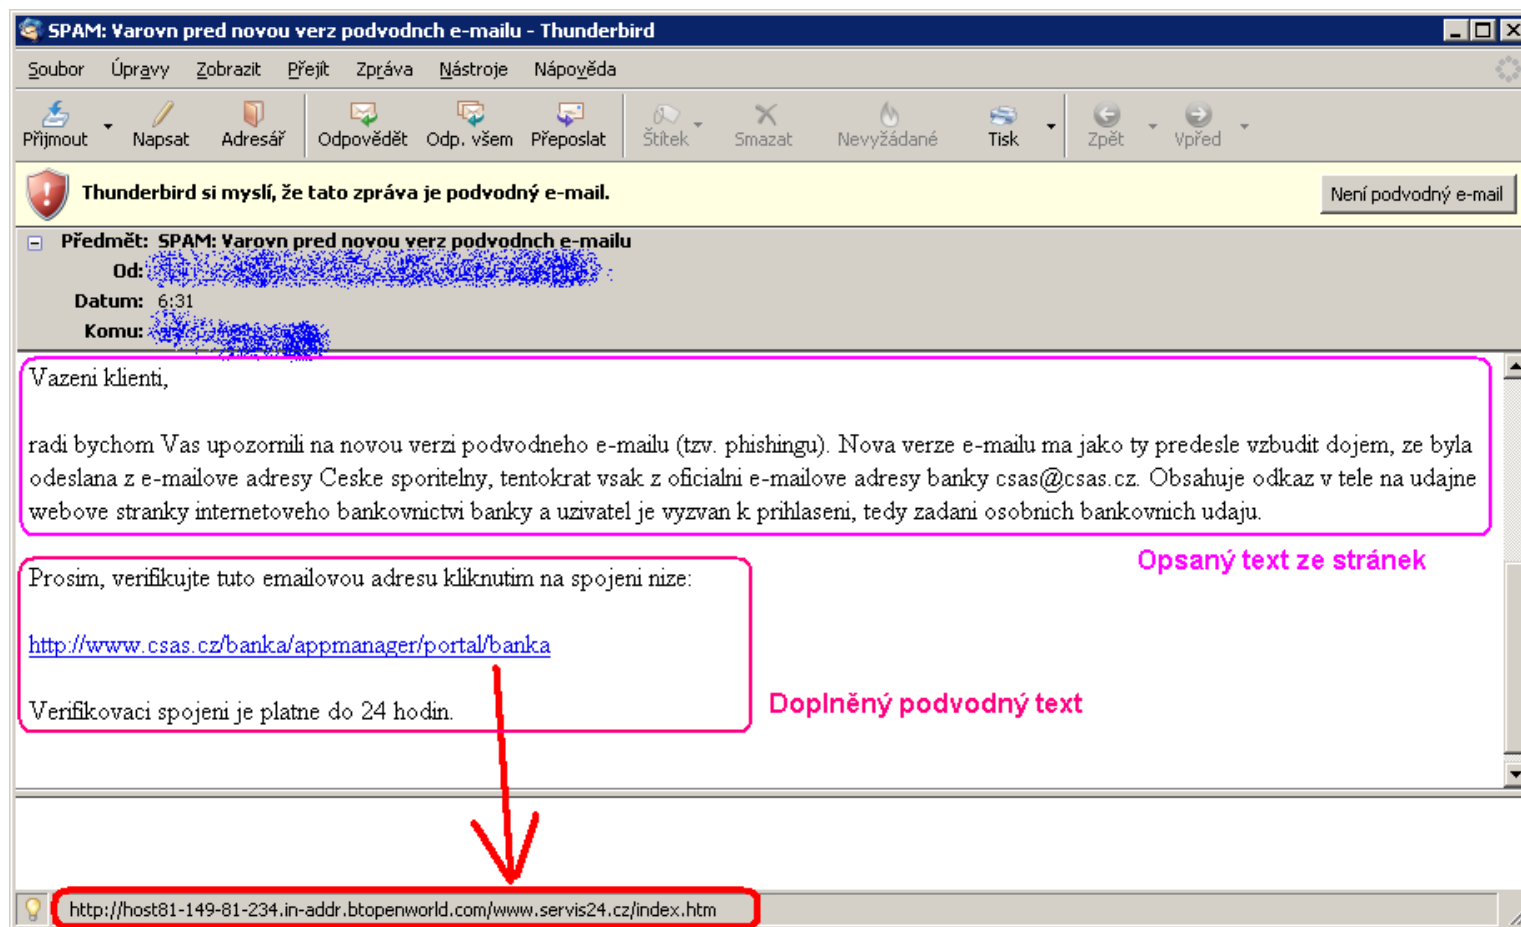 SPAM: Varovn pred novou verz podvodnch e-mailu - Thunderbird
Soubor Úpravy Zobrazit Přejít Zpráva Nástroje Nápověda
Přijmout Napsat Adresář Odpovědět Odp. všem Přeposlat Štítek Smazat Nevyžádané Tisk Zpět Vpřed
Thunderbird si myslí, že tato zpráva je podvodný e-mail. Není podvodný e-mail
Předmět: SPAM: Varovn pred novou verz podvodnch e-mailu
Od:
Datum: 6:31
Komu:
Vazeni klienti,
radi bychom Vas upozornili na novou verzi podvodneho e-mailu (tzv. phishingu). Nova verze e-mailu ma jako ty predesle vzbudit dojem, ze byla
odeslana z e-mailove adresy Ceske sporitelny, tentokrat vsak z oficialni e-mailove adresy banky csas@csas.cz. Obsahuje odkaz v tele na udajne
webove stranky internetoveho bankovnictvi banky a uzivatel je vyzvan k prihlaseni, tedy zadani osobnich bankovnich udaju.
Opsaný text ze stránek
Prosim, verifikujte tuto emailovou adresu kliknutim na spojeni nize:
http://www.csas.cz/banka/appmanager/portal/banka
Doplněný podvodný text
Verifikovaci spojeni je platne do 24 hodin.
http://host81-149-81-234.in-addr.btopenworld.com/www.servis24.cz/index.htm